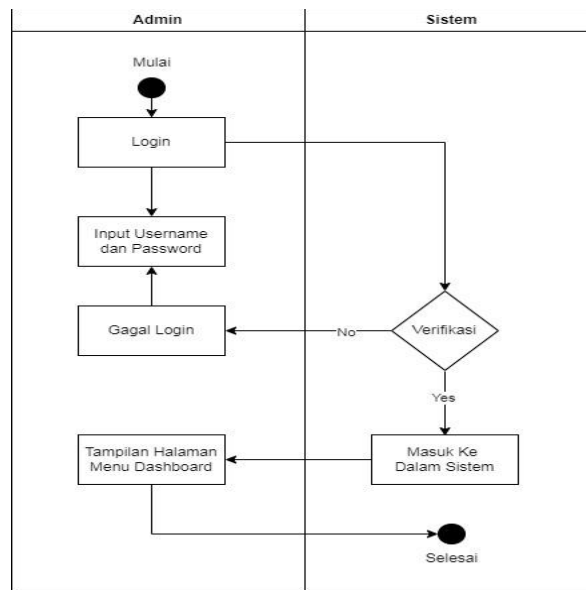 Admin
Sistem
Mulai
Login
Input Username
dan Password
Gagal Login
No
Verifikasi
Yes
Tampilan Halaman
Menu Dashboard
Masuk Ke
Dalam Sistem
Selesai